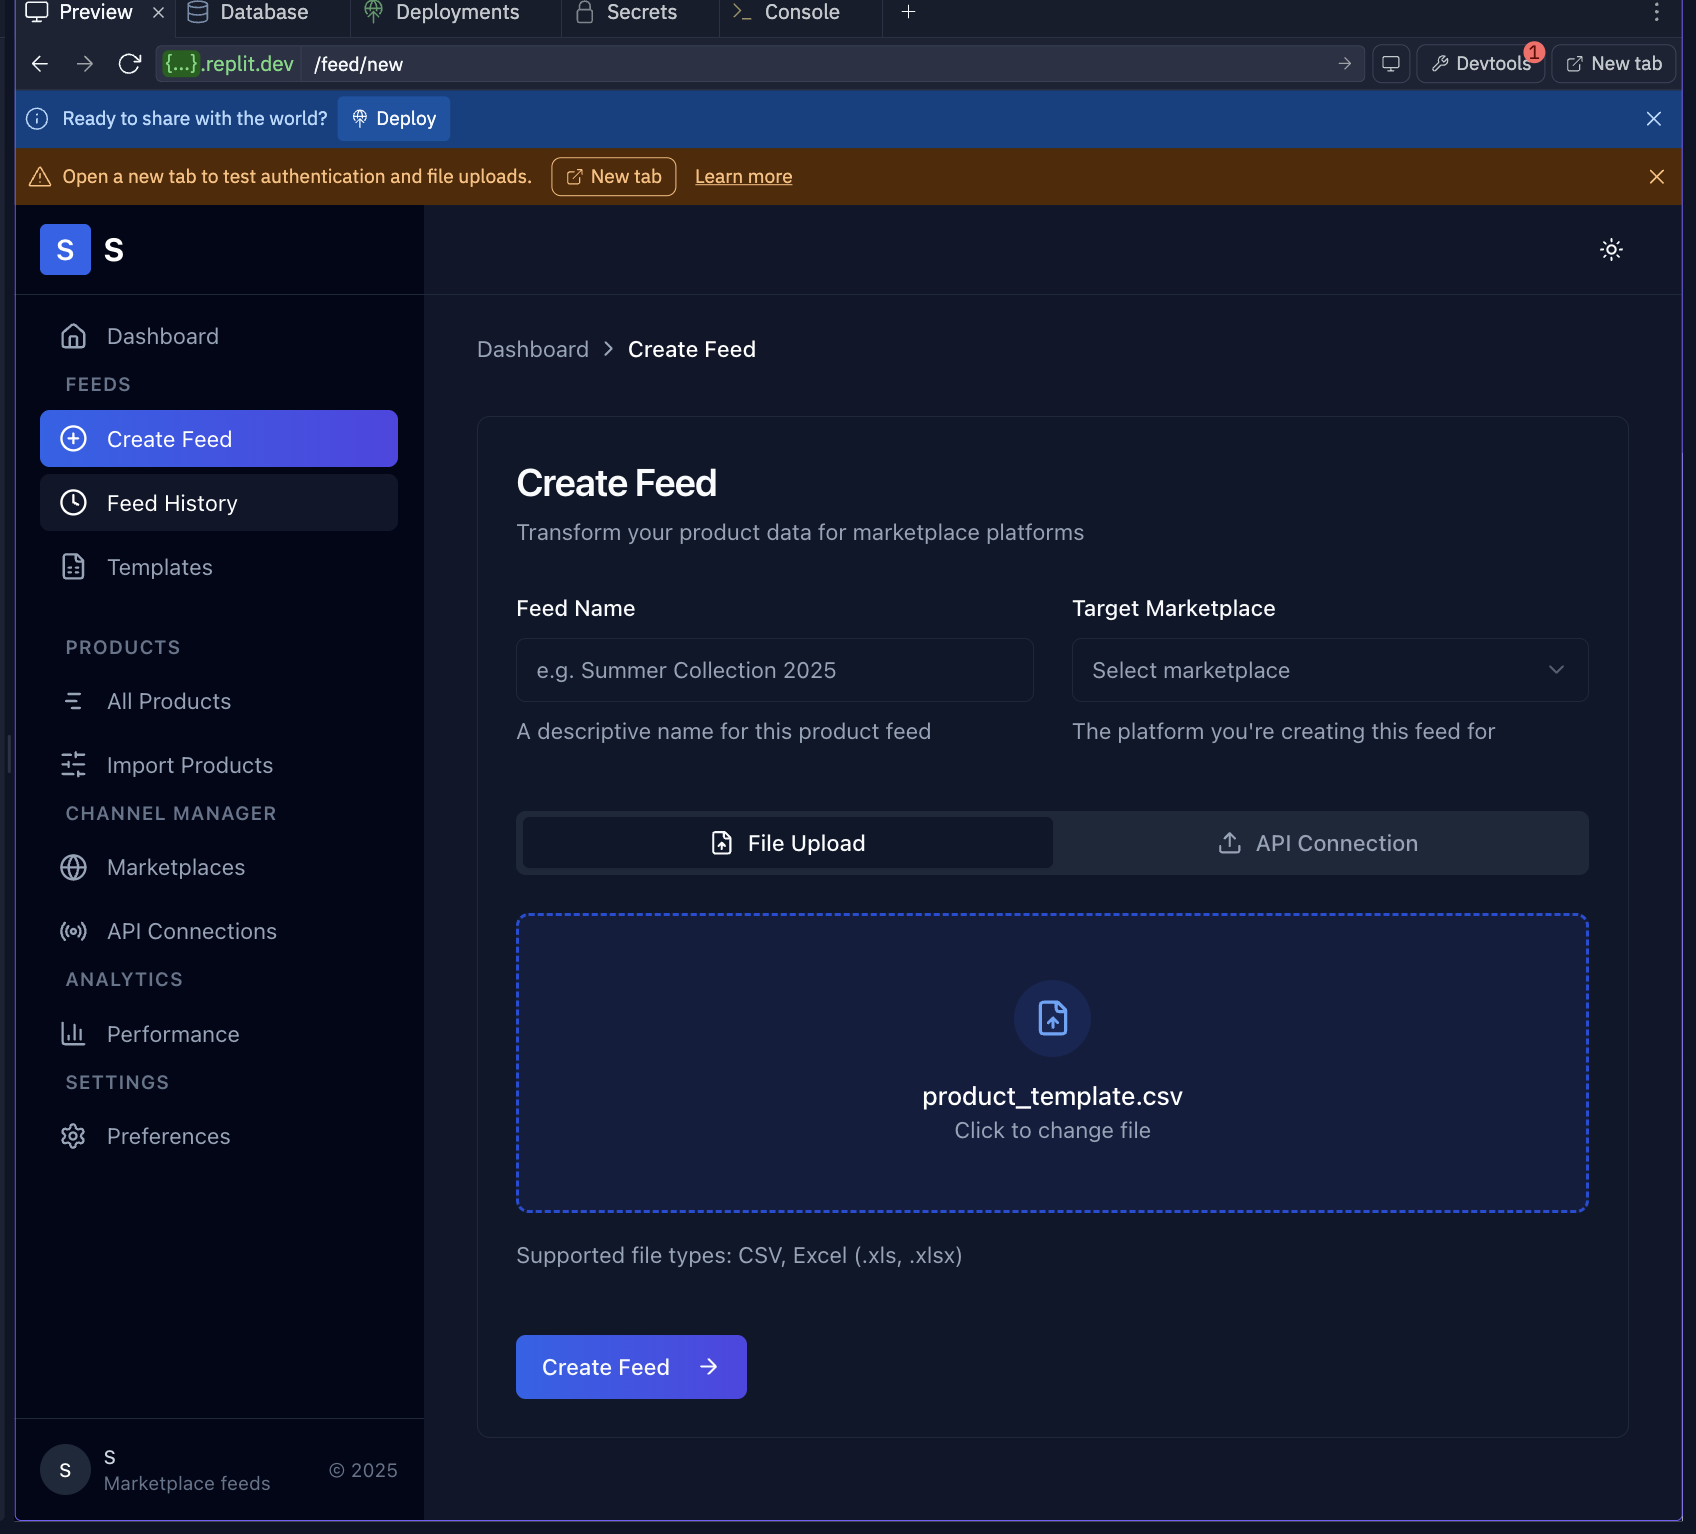 Preview
Database
Deployments
Secrets
Console
{...}.replit.dev
/feed/new
Devtools
1
New tab
Ready to share with the world?
Deploy
Open a new tab to test authentication and file uploads.
New tab
Learn more
S
S
Dashboard
FEEDS
Create Feed
Feed History
Templates
PRODUCTS
All Products
Import Products
CHANNEL MANAGER
Marketplaces
API Connections
ANALYTICS
Performance
SETTINGS
Preferences
S
S
Marketplace feeds
© 2025
Dashboard > Create Feed
Create Feed
Transform your product data for marketplace platforms
Feed Name
e.g. Summer Collection 2025
A descriptive name for this product feed
Target Marketplace
Select marketplace
The platform you're creating this feed for
File Upload
API Connection
product_template.csv
Click to change file
Supported file types: CSV, Excel (.xls, .xlsx)
Create Feed